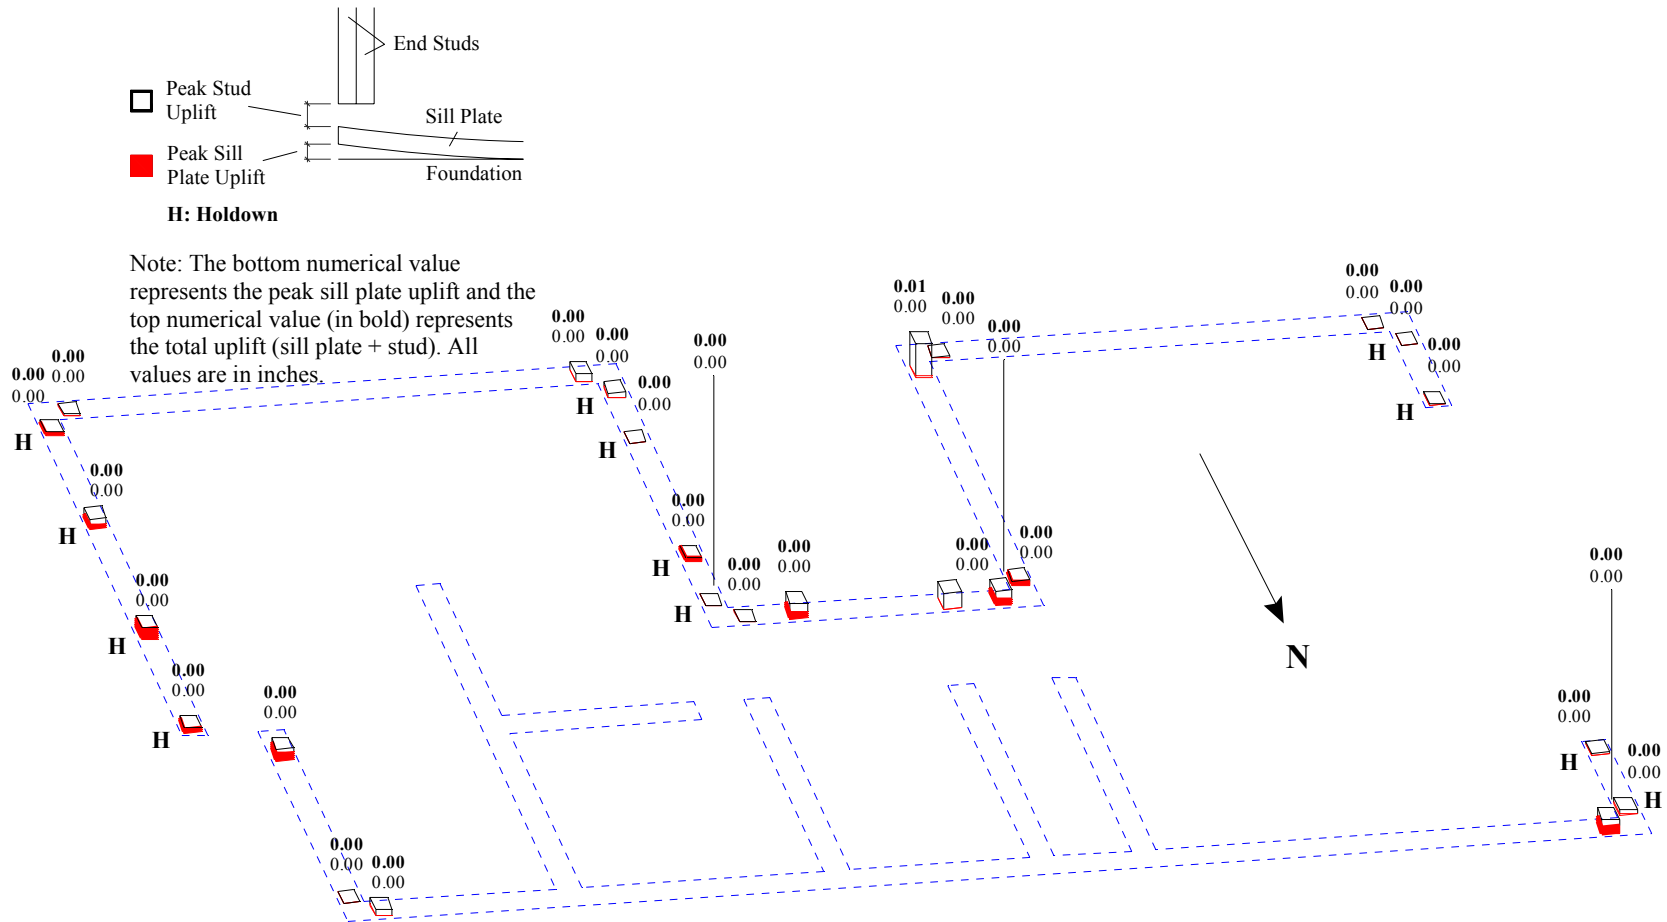 End Studs
Peak Stud
Uplift
Sill Plate
Peak Sill
Plate Uplift
Foundation
H: Holdown
Note: The bottom numerical value
represents the peak sill plate uplift and the
top numerical value (in bold) represents
the total uplift (sill plate + stud). All
values are in inches.
0.00
0.00
0.00
0.00
H
0.00
0.00
H
0.00
0.00
H
0.00
0.00
H
0.00
0.00
0.00
0.00
0.00
0.00
0.00
0.00
0.00
0.00
H
0.00
0.00
H
0.00
0.00
0.00
0.00
H
0.00
0.00
H
0.00
0.00
0.01
0.00
0.00
0.00
0.00
0.00
0.00
0.00
0.00
0.00
0.00
0.00
0.00
0.00
H
0.00
0.00
H
N
0.00
0.00
0.00
0.00
H
0.00
0.00
H